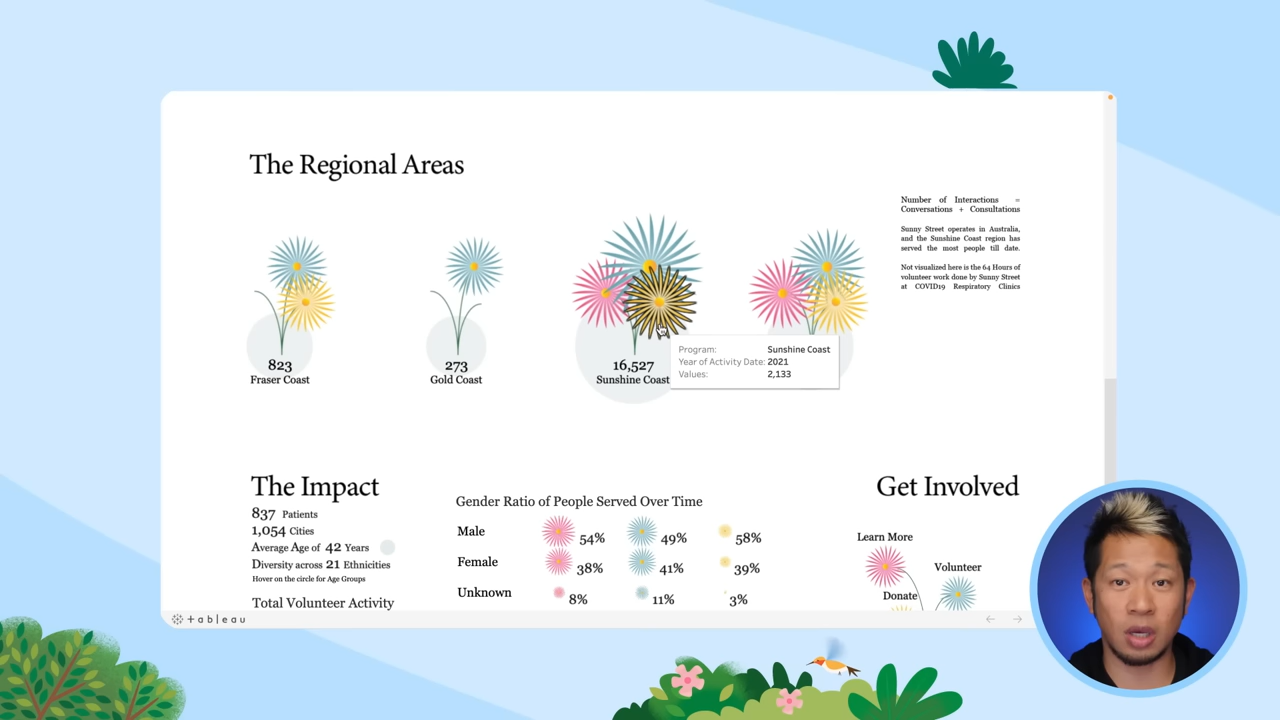 The Regional Areas
Number of Interactions =
Conversations + Consultations
Sunny Street operates in Australia,
and the Sunshine Coast region has
served the most people till date.
Not visualized here is the 64 Hours of
volunteer work done by Sunny Street
at COVID19 Respiratory Clinics
823
Fraser Coast
273
Gold Coast
16,527
Sunshine Coast
Program: Sunshine Coast
Year of Activity Date: 2021
Values: 2,133
The Impact
837 Patients
1,054 Cities
Average Age of 42 Years
Diversity across 21 Ethnicities
Hover on the circle for Age Groups
Total Volunteer Activity
Gender Ratio of People Served Over Time
Male 54% 49% 58%
Female 38% 41% 39%
Unknown 8% 11% 3%
Get Involved
Learn More
Volunteer
Donate
+ableau